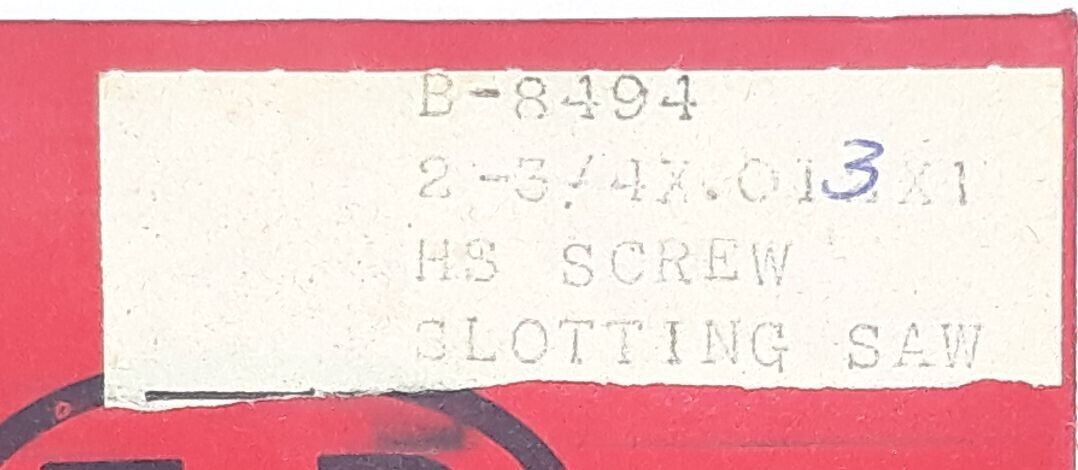 B-8494
2-3/4X.013X1
HS SCREW
SLOTTING SAW